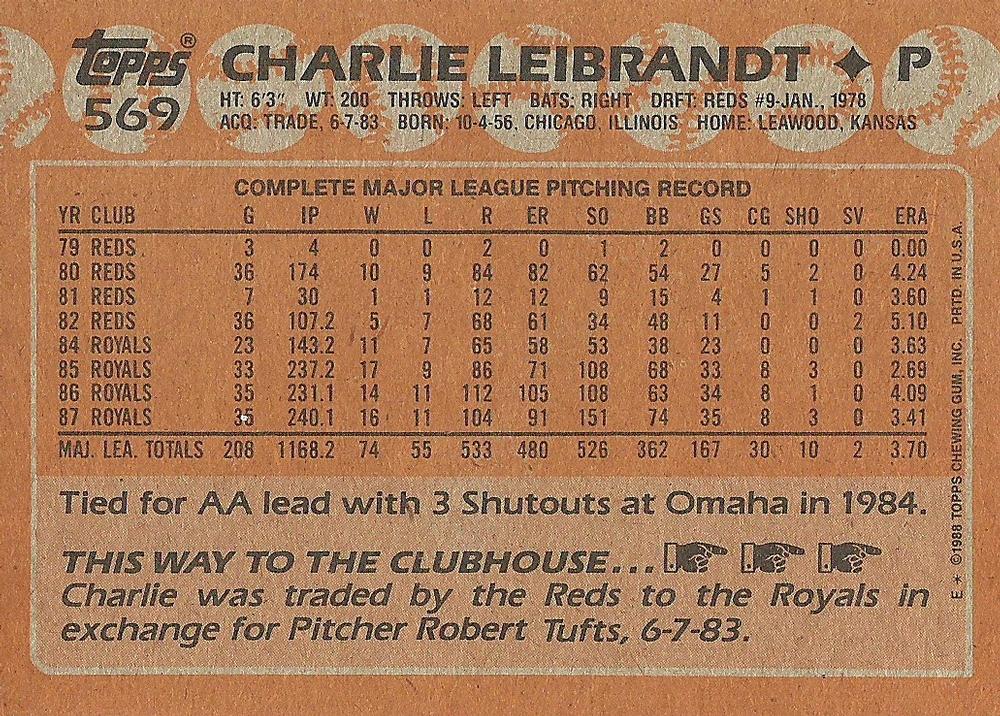 topps® CHARLIE LEIBRANDT ✦ P
569 HT: 6'3" WT: 200 THROWS: LEFT BATS: RIGHT DRFT: REDS #9-JAN., 1978
ACQ: TRADE, 6-7-83 BORN: 10-4-56, CHICAGO, ILLINOIS HOME: LEAWOOD, KANSAS
COMPLETE MAJOR LEAGUE PITCHING RECORD
YR CLUB G IP W L R ER SO BB GS CG SHO SV ERA
79 REDS 3 4 0 0 2 0 1 2 0 0 0 0 0.00
80 REDS 36 174 10 9 84 82 62 54 27 5 2 0 4.24
81 REDS 7 30 1 1 12 12 9 15 4 1 1 0 3.60
82 REDS 36 107.2 5 7 68 61 34 48 11 0 0 2 5.10
84 ROYALS 23 143.2 11 7 65 58 53 38 23 0 0 0 3.63
85 ROYALS 33 237.2 17 9 86 71 108 68 33 8 3 0 2.69
86 ROYALS 35 231.1 14 11 112 105 108 63 34 8 1 0 4.09
87 ROYALS 35 240.1 16 11 104 91 151 74 35 8 3 0 3.41
MAJ. LEA. TOTALS 208 1168.2 74 55 533 480 526 362 167 30 10 2 3.70
Tied for AA lead with 3 Shutouts at Omaha in 1984.
THIS WAY TO THE CLUBHOUSE...
Charlie was traded by the Reds to the Royals in
exchange for Pitcher Robert Tufts, 6-7-83.
E * ©1988 TOPPS CHEWING GUM, INC. PRTD. IN U.S.A.